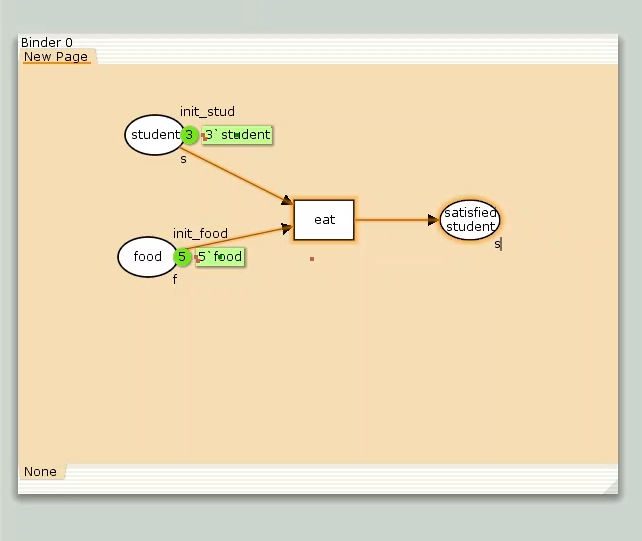 Binder 0
New Page
init_stud
student
3
3`student
s
eat
satisfied
student
s
init_food
food
5
5`food
f
None